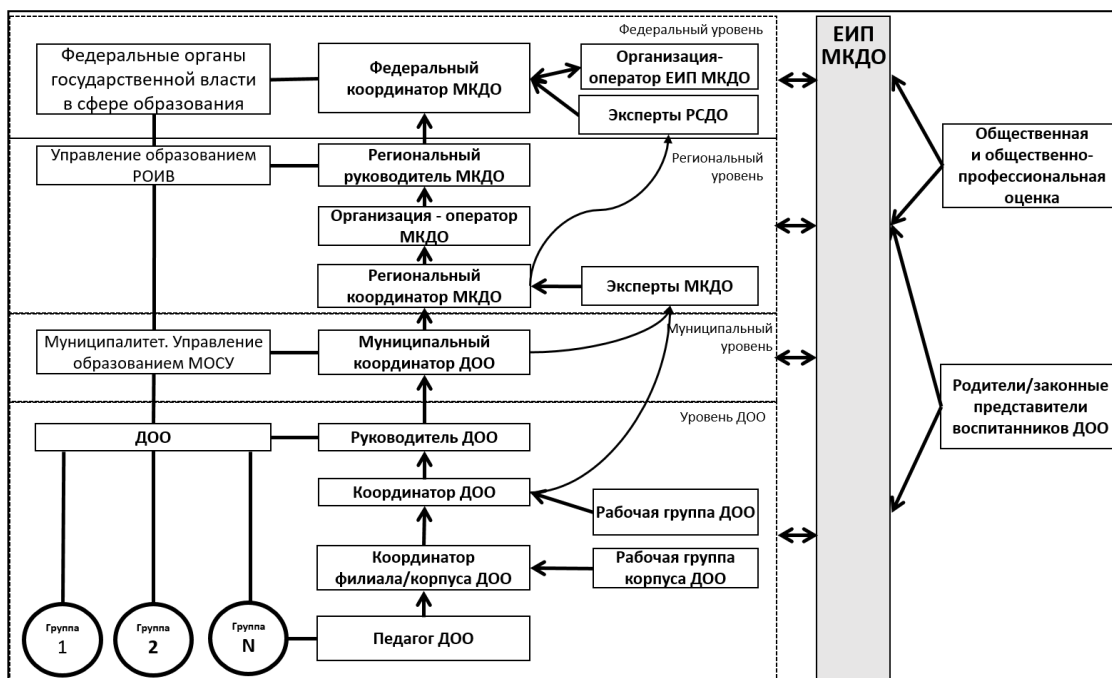 Федеральный уровень
ЕИП
МКДО
Федеральные органы
государственной власти
в сфере образования
Федеральный
координатор МКДО
Организация-
оператор ЕИП МКДО
Эксперты РСДО
Общественная
и общественно-
профессиональная
оценка
Управление образованием
РОИВ
Региональный
руководитель МКДО
Региональный
уровень
Организация - оператор
МКДО
Региональный
координатор МКДО
Эксперты МКДО
Муниципалитет. Управление
образованием МОСУ
Муниципальный
координатор ДОО
Муниципальный
уровень
Родители/законные
представители
воспитанников ДОО
Уровень ДОО
ДОО
Руководитель ДОО
Координатор ДОО
Рабочая группа ДОО
Координатор
филиала/корпуса ДОО
Рабочая группа
корпуса ДОО
Группа
1
Группа
2
Группа
N
Педагог ДОО